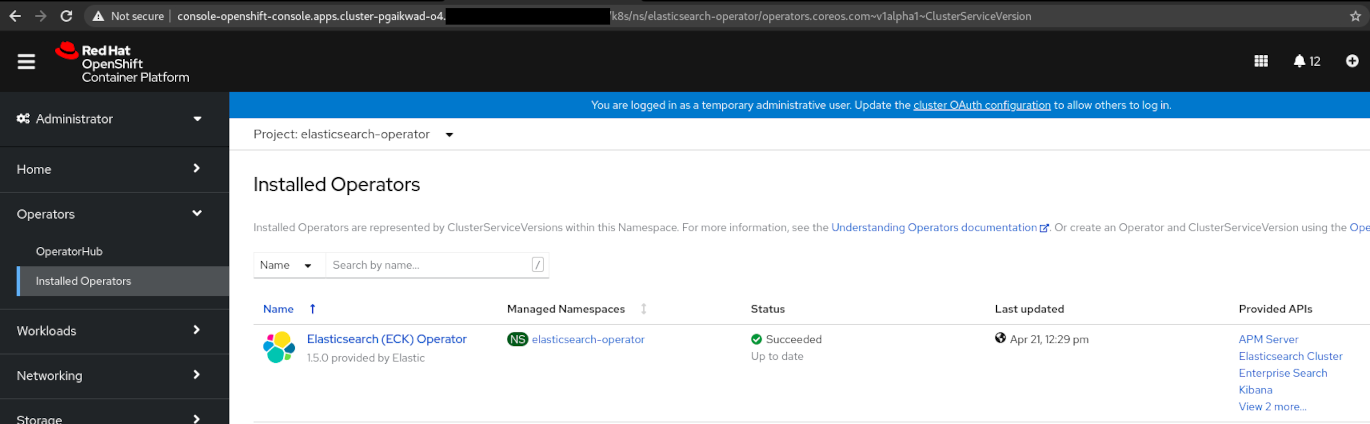 Not secure | console-openshift-console.apps.cluster-pgaikwad-o4. /k8s/ns/elasticsearch-operator/operators.coreos.com~v1alpha1~ClusterServiceVersion
Red Hat
OpenShift
Container Platform
12
Administrator
You are logged in as a temporary administrative user. Update the cluster OAuth configuration to allow others to log in.
Project: elasticsearch-operator
Home
Operators
OperatorHub
Installed Operators
Workloads
Networking
Storage
Installed Operators
Installed Operators are represented by ClusterServiceVersions within this Namespace. For more information, see the Understanding Operators documentation. Or create an Operator and ClusterServiceVersion using the Ope
Name Search by name... /
Name Managed Namespaces Status Last updated Provided APIs
Elasticsearch (ECK) Operator
1.5.0 provided by Elastic
NS elasticsearch-operator
Succeeded
Up to date
Apr 21, 12:29 pm
APM Server
Elasticsearch Cluster
Enterprise Search
Kibana
View 2 more...